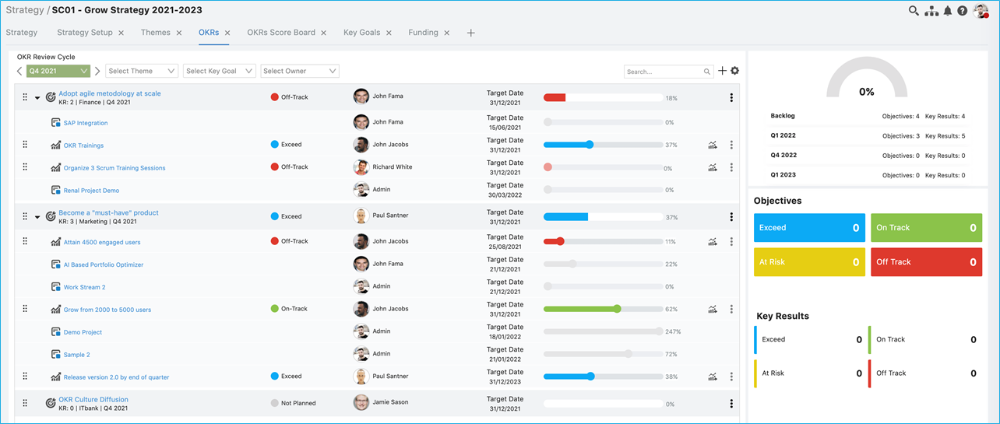 Strategy / SC01 - Grow Strategy 2021-2023
Strategy Strategy Setup × Themes × OKRs × OKRs Score Board × Key Goals × Funding × +
OKR Review Cycle
Q4 2021 Select Theme Select Key Goal Select Owner Search...
Adopt agile metodology at scale
KR: 2 | Finance | Q4 2021
Off-Track John Fama Target Date 31/12/2021 18%
SAP Integration John Fama Target Date 15/06/2021 0%
OKR Trainings Exceed John Jacobs Target Date 31/12/2021 37%
Organize 3 Scrum Training Sessions Off-Track Richard White Target Date 31/12/2021 0%
Renal Project Demo Admin Target Date 30/03/2022 0%
Become a "must-have" product
KR: 3 | Marketing | Q4 2021
Exceed Paul Santner Target Date 31/12/2021 37%
Attain 4500 engaged users Off-Track John Jacobs Target Date 25/08/2021 11%
AI Based Portfolio Optimizer John Fama Target Date 21/12/2021 22%
Work Stream 2 Admin Target Date 31/12/2021 0%
Grow from 2000 to 5000 users On-Track John Jacobs Target Date 31/12/2021 62%
Demo Project Admin Target Date 18/01/2022 247%
Sample 2 Admin Target Date 21/01/2022 72%
Release version 2.0 by end of quarter Exceed Paul Santner Target Date 31/12/2023 38%
OKR Culture Diffusion
KR: 0 | ITbank | Q4 2021
Not Planned Jamie Sason Target Date 31/12/2021 0%
0%
Backlog Objectives: 4 Key Results: 4
Q1 2022 Objectives: 3 Key Results: 5
Q4 2022 Objectives: 0 Key Results: 0
Q1 2023 Objectives: 0 Key Results: 0
Objectives
Exceed 0 On Track 0
At Risk 0 Off Track 0
Key Results
Exceed 0 On Track 0
At Risk 0 Off Track 0